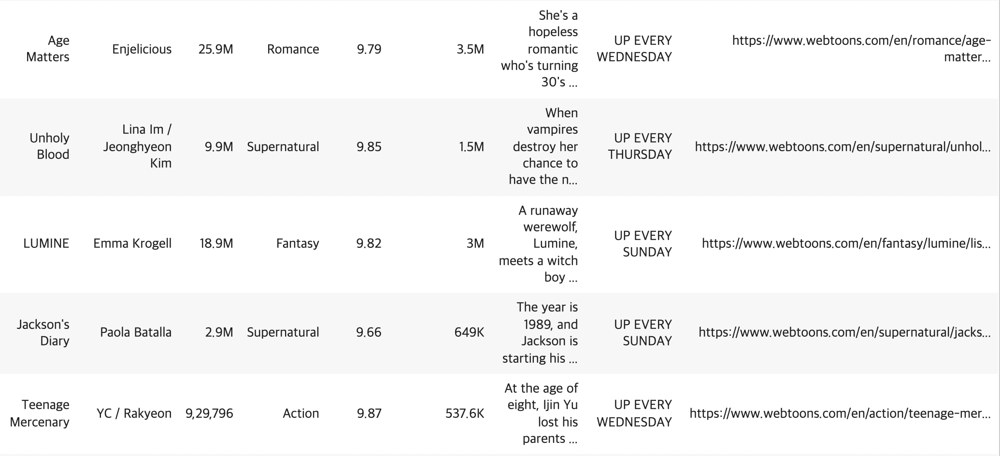 Age
Matters
Enjelicious
25.9M
Romance
9.79
3.5M
She's a
hopeless
romantic
who's turning
30's ...
UP EVERY
WEDNESDAY
https://www.webtoons.com/en/romance/age-
matter...
Unholy
Blood
Lina Im /
Jeonghyeon
Kim
9.9M
Supernatural
9.85
1.5M
When
vampires
destroy her
chance to
have the n...
UP EVERY
THURSDAY
https://www.webtoons.com/en/supernatural/unhol...
LUMINE
Emma Krogell
18.9M
Fantasy
9.82
3M
A runaway
werewolf,
Lumine,
meets a witch
boy ...
UP EVERY
SUNDAY
https://www.webtoons.com/en/fantasy/lumine/lis...
Jackson's
Diary
Paola Batalla
2.9M
Supernatural
9.66
649K
The year is
1989, and
Jackson is
starting his ...
UP EVERY
SUNDAY
https://www.webtoons.com/en/supernatural/jacks...
Teenage
Mercenary
YC / Rakyeon
9,29,796
Action
9.87
537.6K
At the age of
eight, Ijin Yu
lost his
parents ...
UP EVERY
WEDNESDAY
https://www.webtoons.com/en/action/teenage-mer...